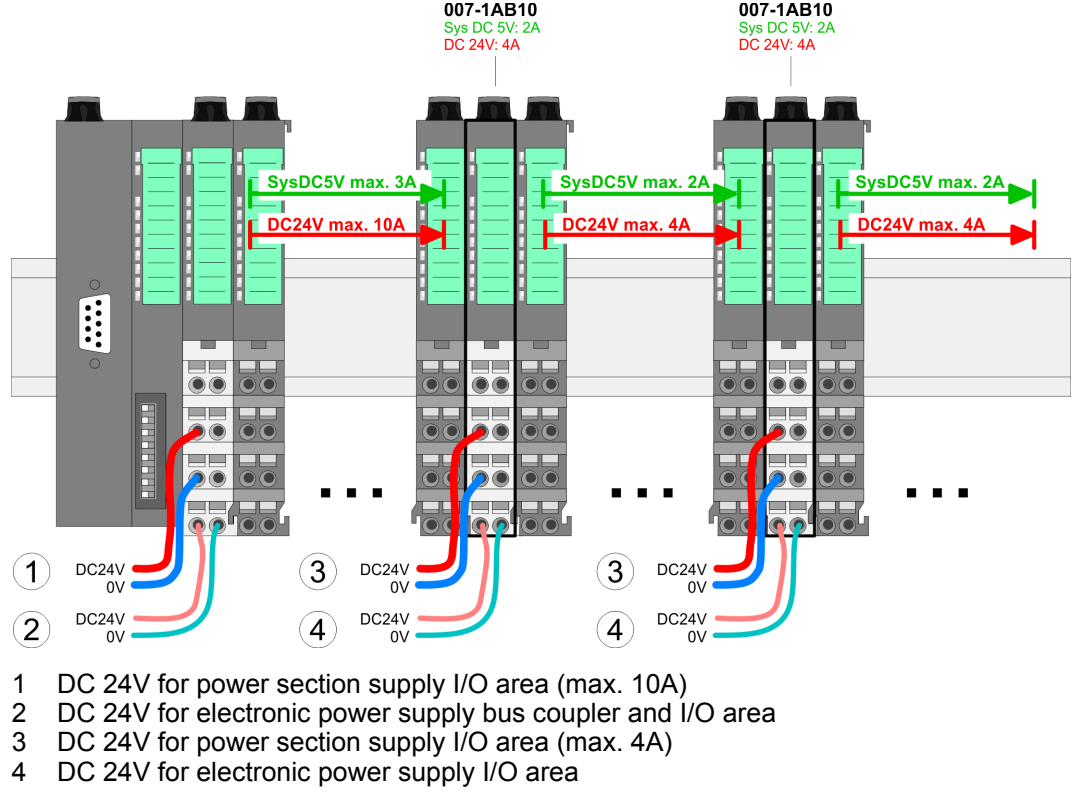 007-1AB10
Sys DC 5V: 2A
DC 24V: 4A
007-1AB10
Sys DC 5V: 2A
DC 24V: 4A
SysDC5V max. 3A
SysDC5V max. 2A
SysDC5V max. 2A
DC24V max. 10A
DC24V max. 4A
DC24V max. 4A
1
DC24V
0V
2
DC24V
0V
3
DC24V
0V
4
DC24V
0V
3
DC24V
0V
4
DC24V
0V
1 DC 24V for power section supply I/O area (max. 10A)
2 DC 24V for electronic power supply bus coupler and I/O area
3 DC 24V for power section supply I/O area (max. 4A)
4 DC 24V for electronic power supply I/O area